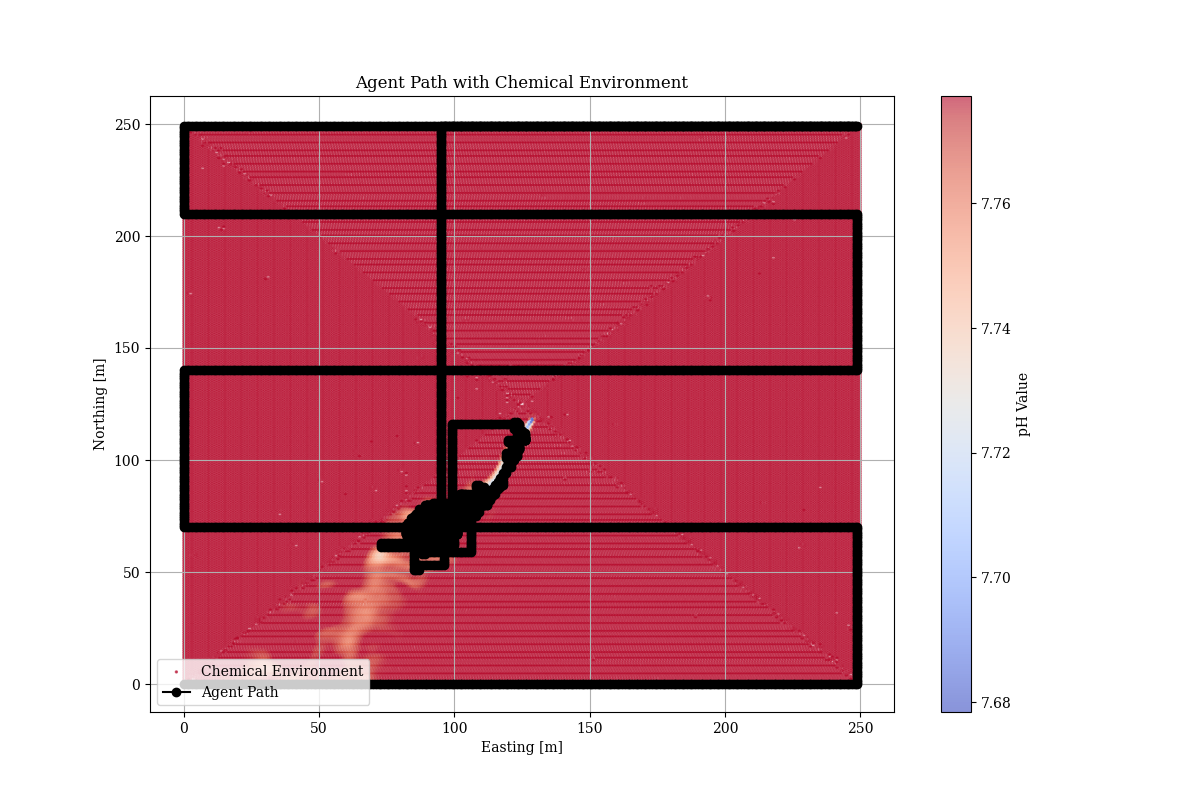 Agent Path with Chemical Environment
250
200
150
100
50
0
Northing [m]
0
50
100
150
200
250
Easting [m]
Chemical Environment
Agent Path
7.76
7.74
7.72
7.70
7.68
pH Value